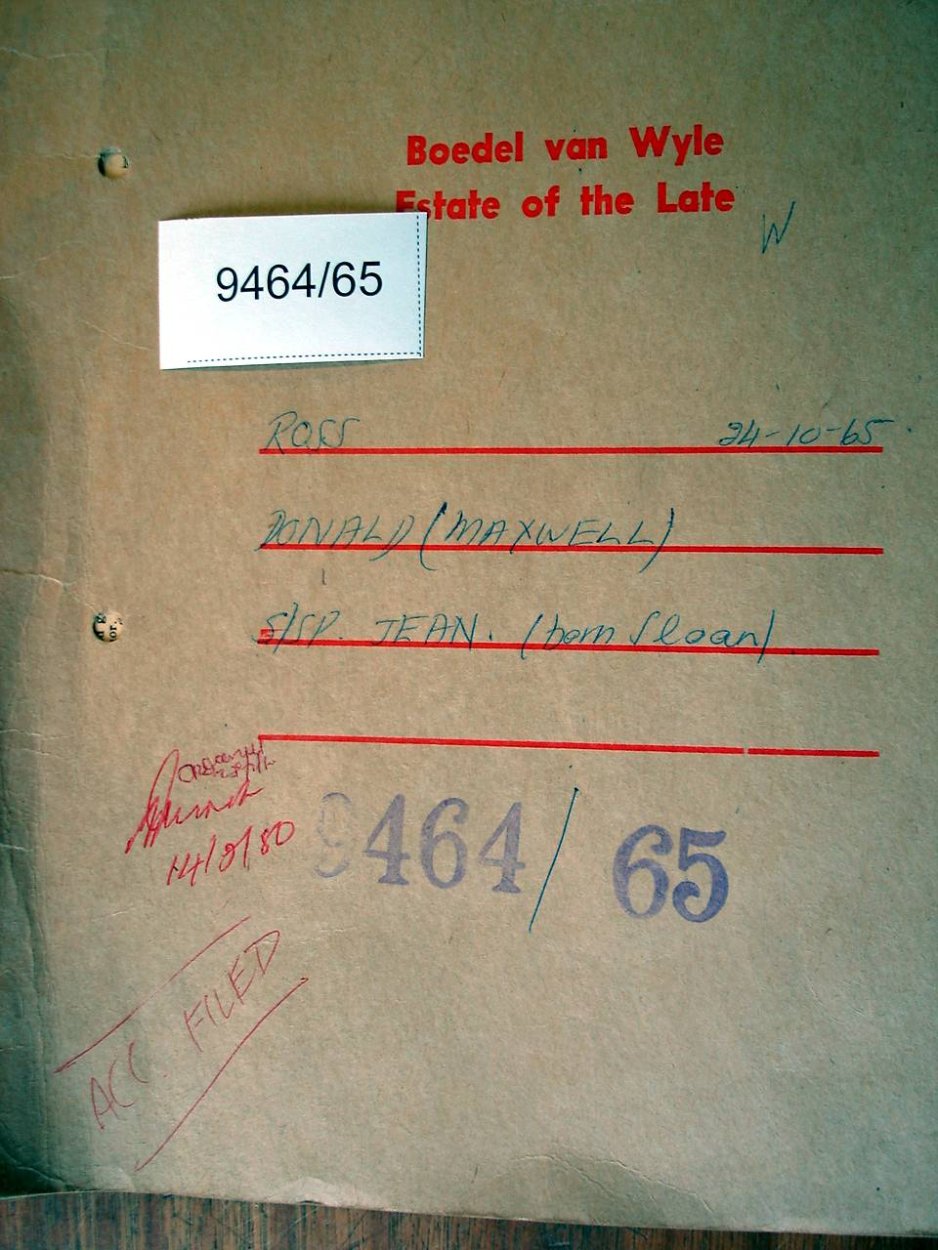 Boedel van Wyle
Estate of the Late
W
9464/65
ROSS 24-10-65
DONALD (MAXWELL)
S/SP. JEAN. (born Sloan)
14/2/80
9464/65
ACC. FILED